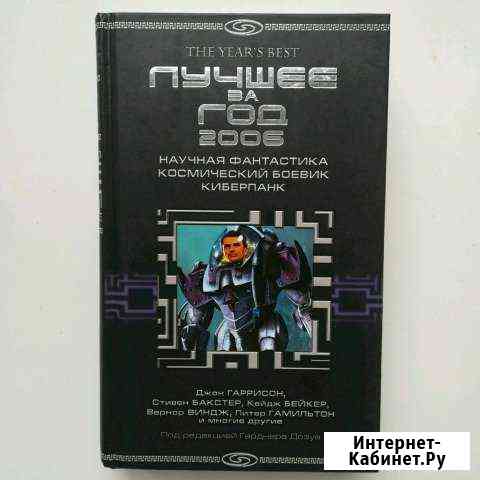 THE YEAR'S BEST
ЛУЧШЕЕ
ЗА
ГОД
2006
НАУЧНАЯ ФАНТАСТИКА
КОСМИЧЕСКИЙ БОЕВИК
КИБЕРПАНК
Джон ГАРРИСОН,
Стивен БАКСТЕР, Кейдж БЕЙКЕР,
Вернор ВИНДЖ, Питер ГАМИЛЬТОН
и многие другие
Под редакцией Гарднера Дозуа
Интернет-
Кабинет.Ру